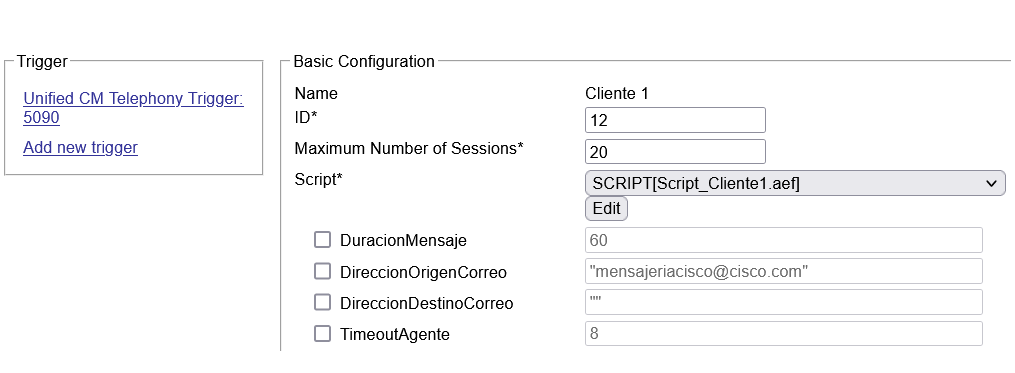 Trigger
Unified CM Telephony Trigger:
5090
Add new trigger
Basic Configuration
Name Cliente 1
ID* 12
Maximum Number of Sessions* 20
Script* SCRIPT[Script_Cliente1.aef]
Edit
DuracionMensaje 60
DireccionOrigenCorreo "mensajeriacisco@cisco.com"
DireccionDestinoCorreo ""
TimeoutAgente 8